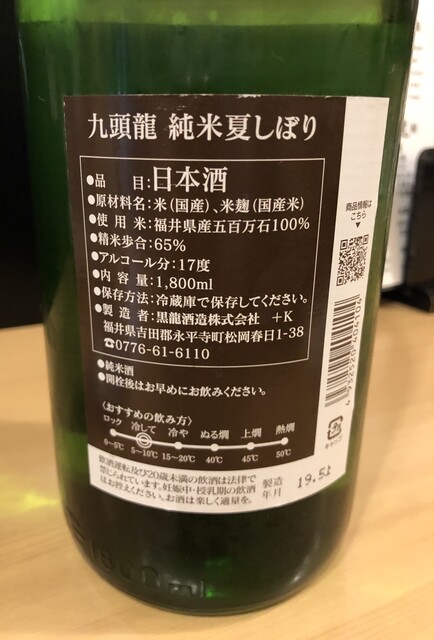 九頭龍 純米夏しぼり
●品 目:日本酒
●原材料名:米(国産)、米麹(国産米)
●使用米:福井県産五百万石100%
●精米歩合:65%
●アルコール分:17度
●内容量:1,800ml
●保存方法:冷蔵庫で保存してください。
●製造者:黒龍酒造株式会社 +K
福井県吉田郡永平寺町松岡春日1-38
☎0776-61-6110
●純米酒
●開栓後はお早めにお飲みください。
〈おすすめの飲み方〉
ロック 冷して 冷や ぬる燗 上燗 熱燗
0~5℃ 5~10℃ 15~20℃ 40℃ 45℃ 50℃
飲酒運転及び20歳未満の飲酒は法律で
禁じられています。妊娠中・授乳期の飲酒
はお控えください。お酒は楽しく適量を。
製造
年月
19.5
商品情報は
こちら
▼
4 932520 404104
キャップ
1800ml